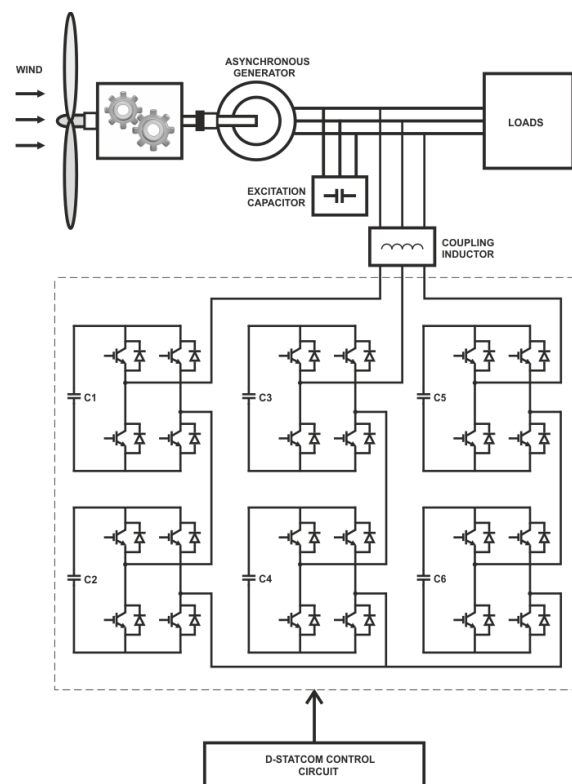 ASYNCHRONOUS
GENERATOR
WIND
LOADS
EXCITATION
CAPACITOR
COUPLING
INDUCTOR
C1
C3
C5
C2
C4
C6
D-STATCOM CONTROL
CIRCUIT